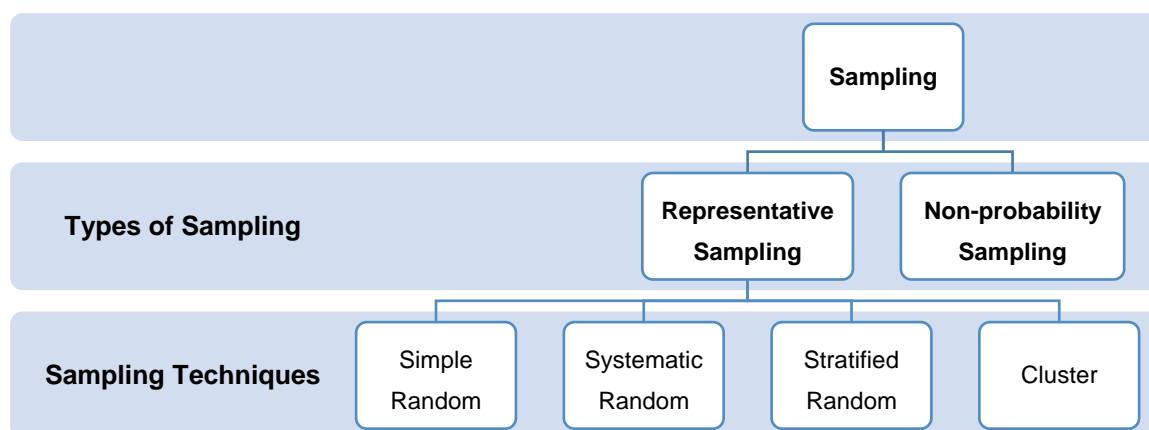 Sampling
Types of Sampling
Representative
Sampling
Non-probability
Sampling
Sampling Techniques
Simple
Random
Systematic
Random
Stratified
Random
Cluster